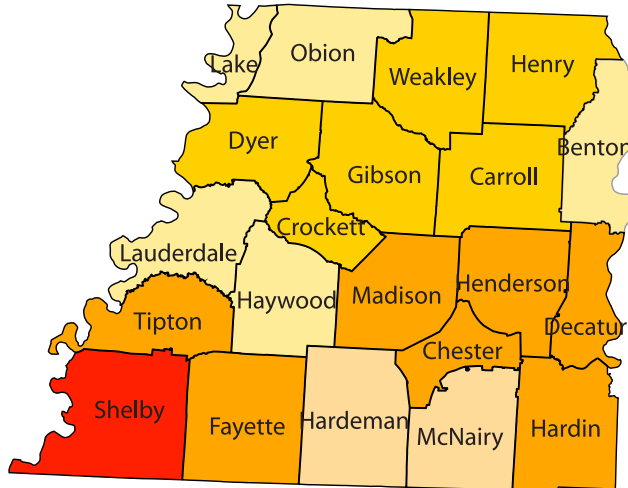 Lake
Obion
Weakley
Henry
Dyer
Gibson
Carroll
Benton
Crockett
Lauderdale
Haywood
Madison
Henderson
Decatur
Tipton
Chester
Shelby
Fayette
Hardeman
McNairy
Hardin